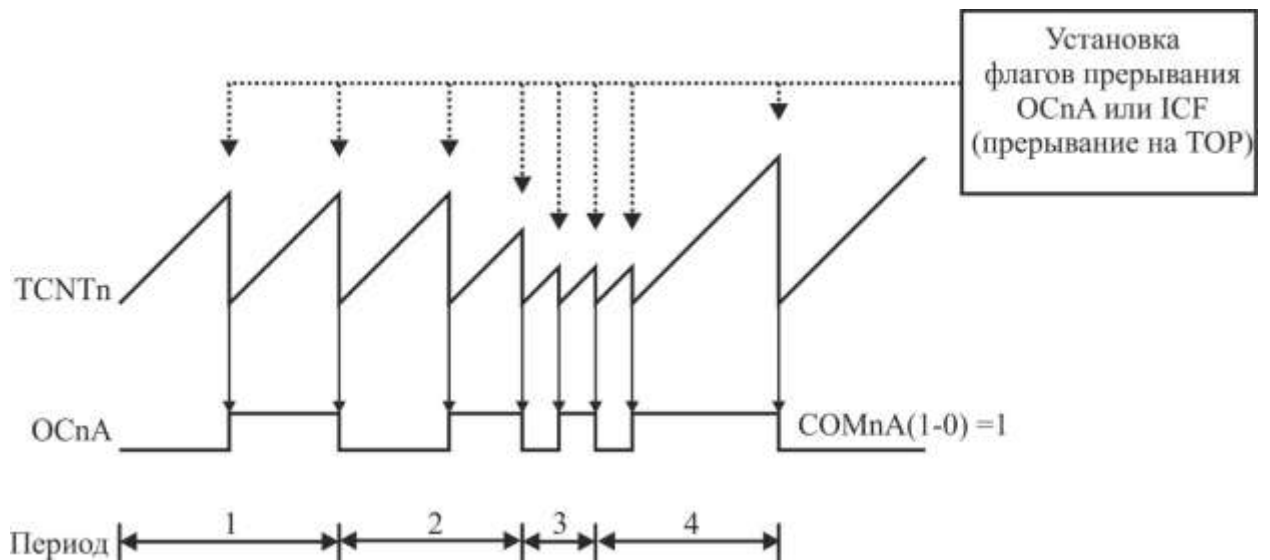 Установка
флагов прерывания
OCnA или ICF
(прерывание на TOP)
TCNTn
OCnA
COMnA(1-0) =1
Период
1
2
3
4